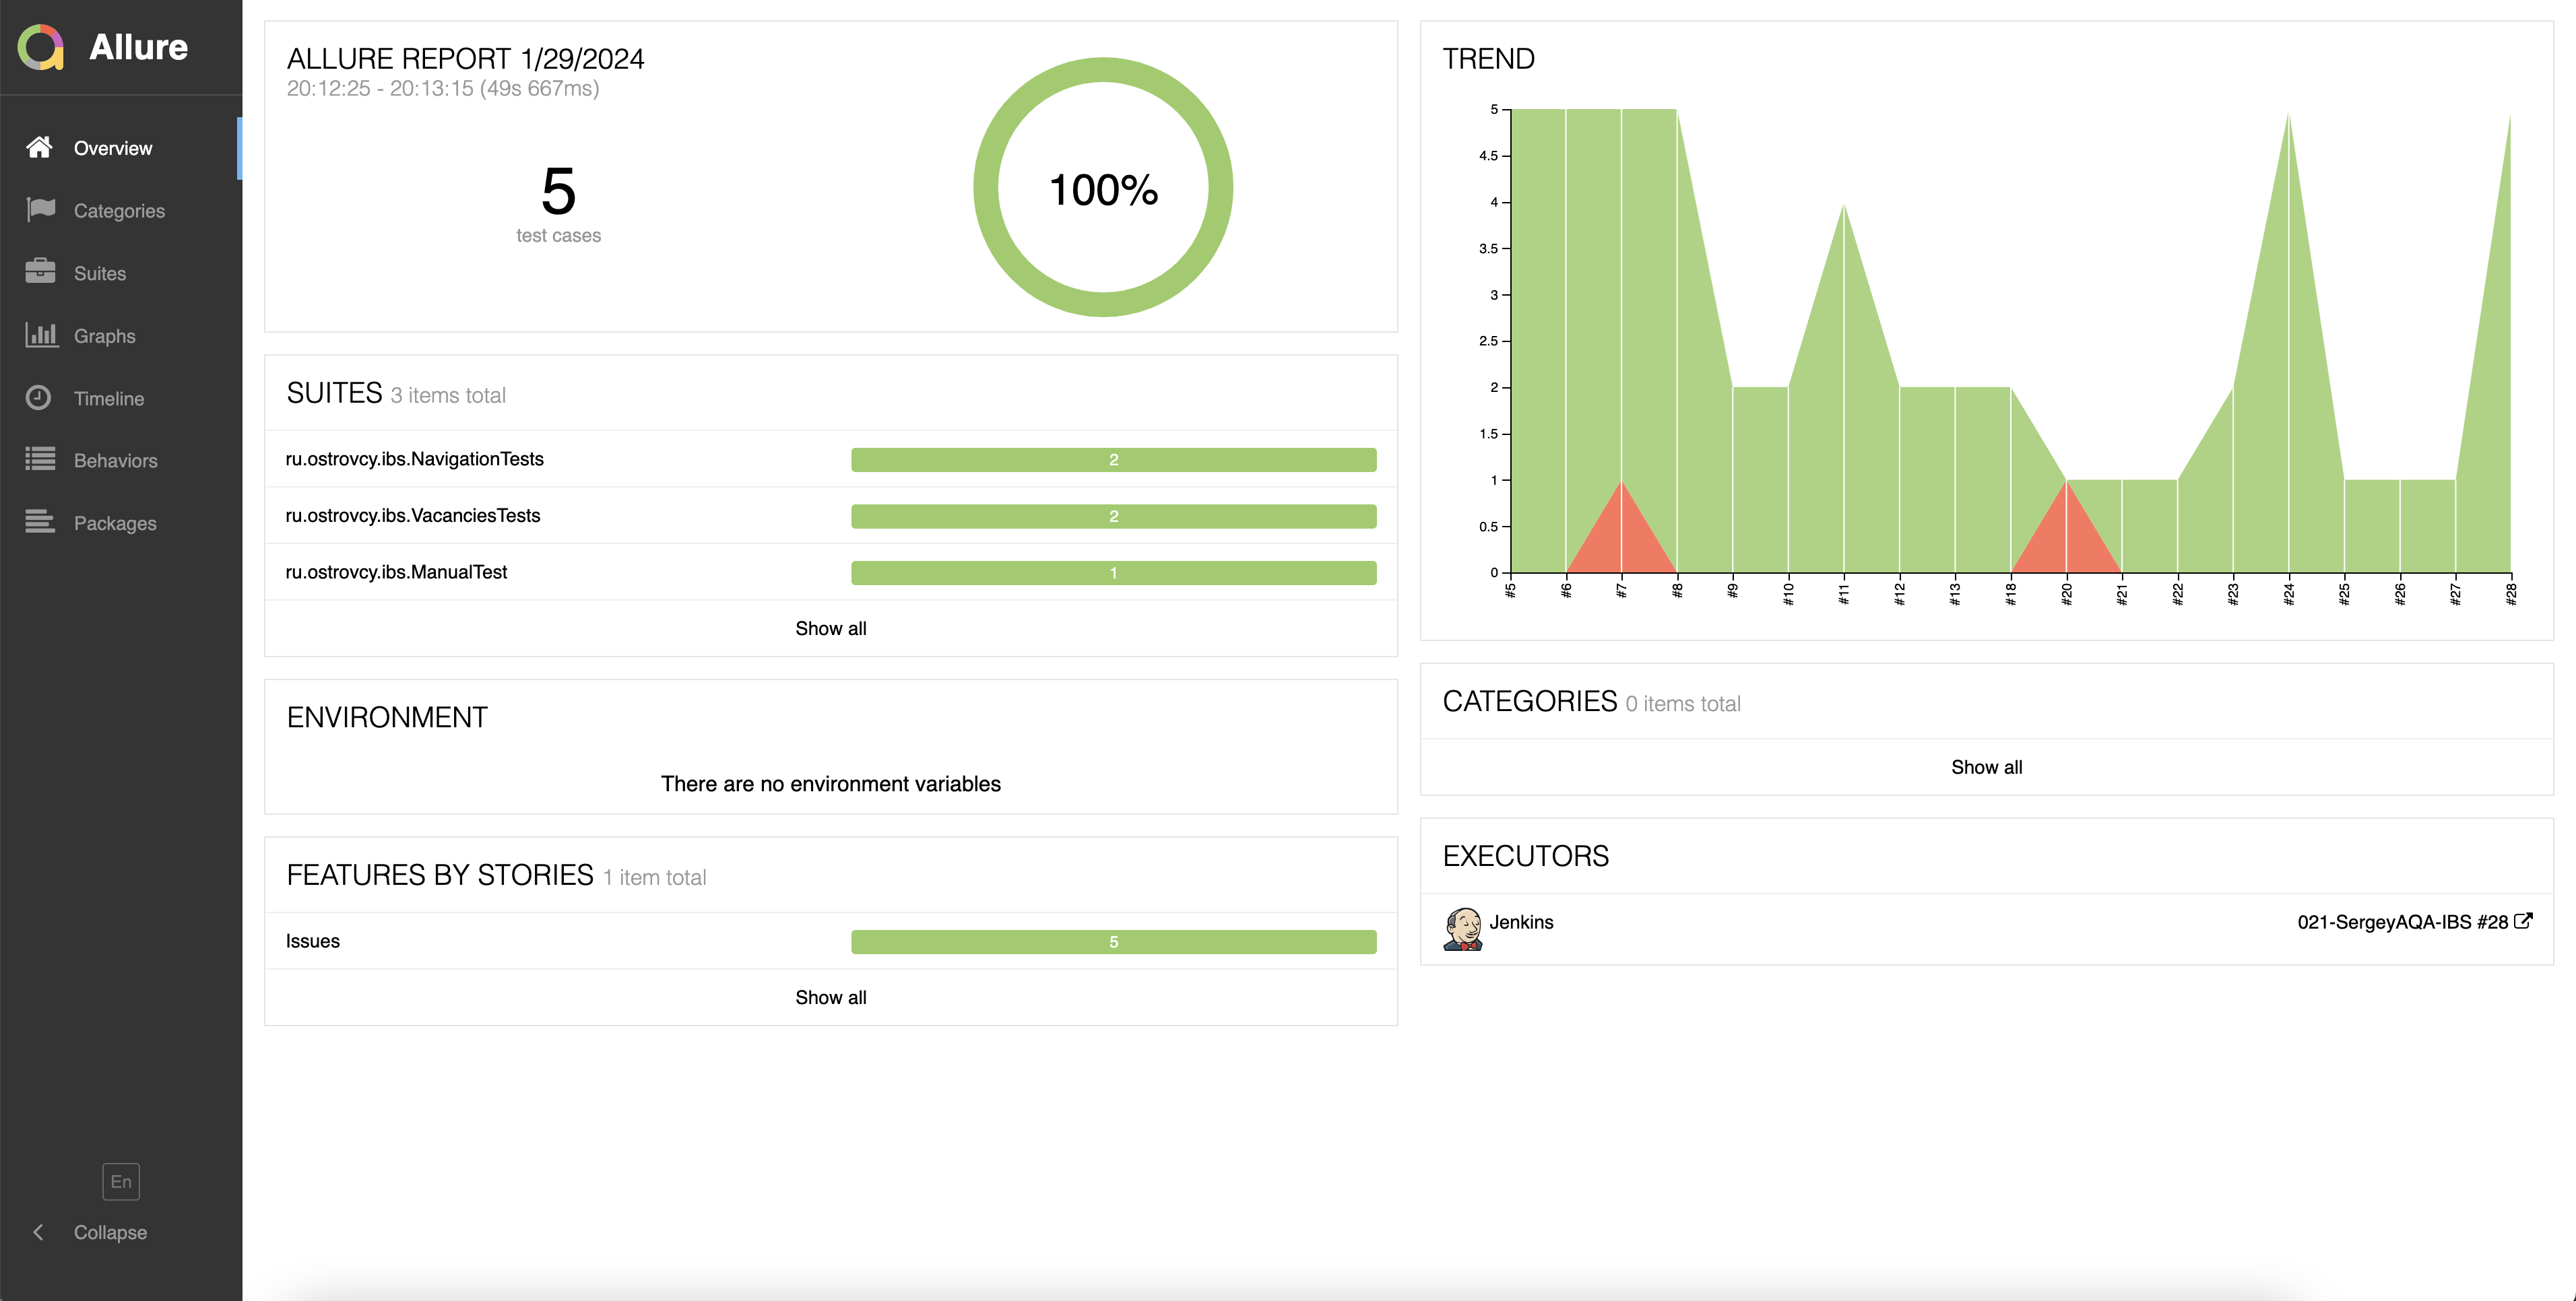 Allure
Overview
Categories
Suites
Graphs
Timeline
Behaviors
Packages
En
Collapse
ALLURE REPORT 1/29/2024
20:12:25 - 20:13:15 (49s 667ms)
5
test cases
100%
SUITES 3 items total
ru.ostrovcy.ibs.NavigationTests 2
ru.ostrovcy.ibs.VacanciesTests 2
ru.ostrovcy.ibs.ManualTest 1
Show all
ENVIRONMENT
There are no environment variables
FEATURES BY STORIES 1 item total
Issues 5
Show all
TREND
5
4.5
4
3.5
3
2.5
2
1.5
1
0.5
0
#5 #6 #7 #8 #9 #10 #11 #12 #13 #18 #20 #21 #22 #23 #24 #25 #26 #27 #28
CATEGORIES 0 items total
Show all
EXECUTORS
Jenkins 021-SergeyAQA-IBS #28